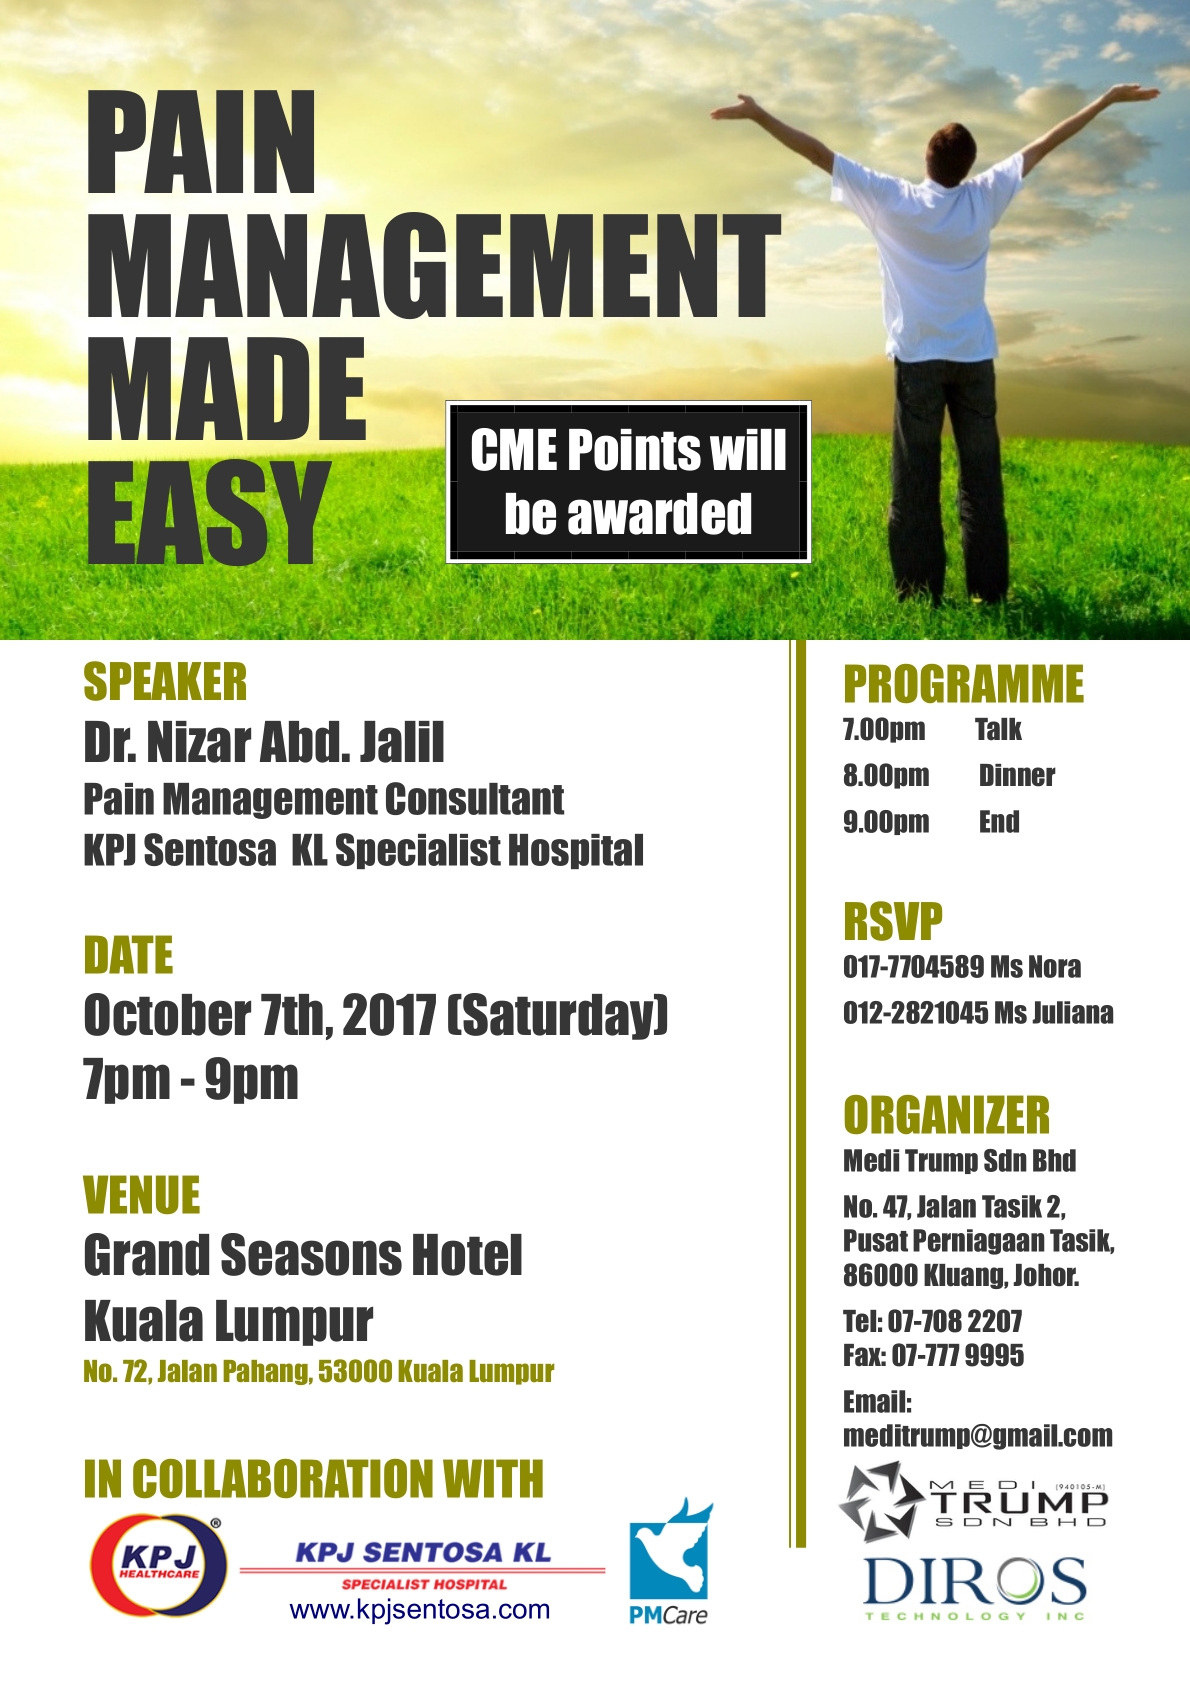 PAIN
MANAGEMENT
MADE
EASY
CME Points will
be awarded
SPEAKER
Dr. Nizar Abd. Jalil
Pain Management Consultant
KPJ Sentosa  KL Specialist Hospital
DATE
October 7th, 2017 (Saturday)
7pm - 9pm
VENUE
Grand Seasons Hotel
Kuala Lumpur
No. 72, Jalan Pahang, 53000 Kuala Lumpur
IN COLLABORATION WITH
KPJ
HEALTHCARE
®
KPJ SENTOSA KL
SPECIALIST HOSPITAL
www.kpjsentosa.com
PMCare
PROGRAMME
7.00pm Talk
8.00pm Dinner
9.00pm End
RSVP
017-7704589 Ms Nora
012-2821045 Ms Juliana
ORGANIZER
Medi Trump Sdn Bhd
No. 47, Jalan Tasik 2,
Pusat Perniagaan Tasik,
86000 Kluang, Johor.
Tel: 07-708 2207
Fax: 07-777 9995
Email:
meditrump@gmail.com
MEDI (940105-M)
TRUMP
SDN BHD
DIROS
TECHNOLOGY INC